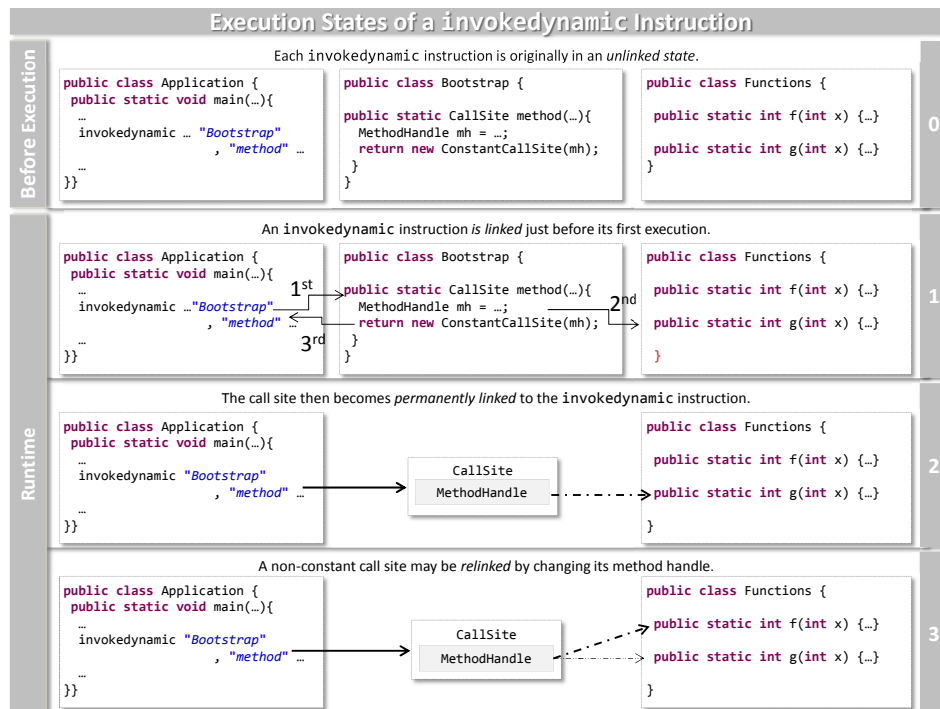 Execution States of a invokedynamic Instruction
Before Execution
Each invokedynamic instruction is originally in an unlinked state.
public class Application {
public static void main(…){
…
invokedynamic … "Bootstrap"
, "method" …
…
}}
public class Bootstrap {
public static CallSite method(…){
MethodHandle mh = …;
return new ConstantCallSite(mh);
}
}
public class Functions {
public static int f(int x) {…}
public static int g(int x) {…}
}
0
Runtime
An invokedynamic instruction is linked just before its first execution.
public class Application {
public static void main(…){
…
invokedynamic …"Bootstrap"
, "method" …
…
}}
1st
3rd
public class Bootstrap {
public static CallSite method(…){
MethodHandle mh = …;
return new ConstantCallSite(mh);
}
}
2nd
public class Functions {
public static int f(int x) {…}
public static int g(int x) {…}
}
1
The call site then becomes permanently linked to the invokedynamic instruction.
public class Application {
public static void main(…){
…
invokedynamic "Bootstrap"
, "method" …
…
}}
CallSite
MethodHandle
public class Functions {
public static int f(int x) {…}
public static int g(int x) {…}
}
2
A non-constant call site may be relinked by changing its method handle.
public class Application {
public static void main(…){
…
invokedynamic "Bootstrap"
, "method" …
…
}}
CallSite
MethodHandle
public class Functions {
public static int f(int x) {…}
public static int g(int x) {…}
}
3